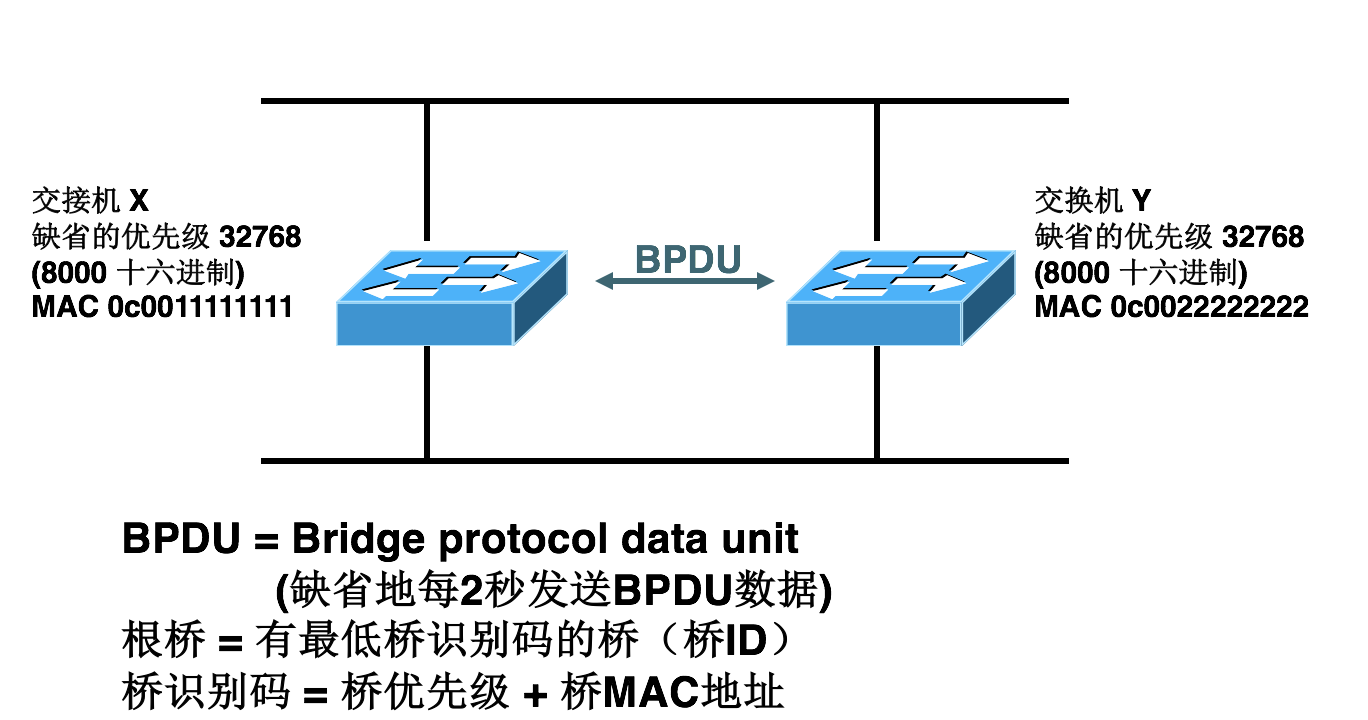 交接机 X
缺省的优先级 32768
(8000 十六进制)
MAC 0c0011111111
BPDU
交换机 Y
缺省的优先级 32768
(8000 十六进制)
MAC 0c0022222222
BPDU = Bridge protocol data unit
(缺省地每2秒发送BPDU数据)
根桥 = 有最低桥识别码的桥（桥ID）
桥识别码 = 桥优先级 + 桥MAC地址